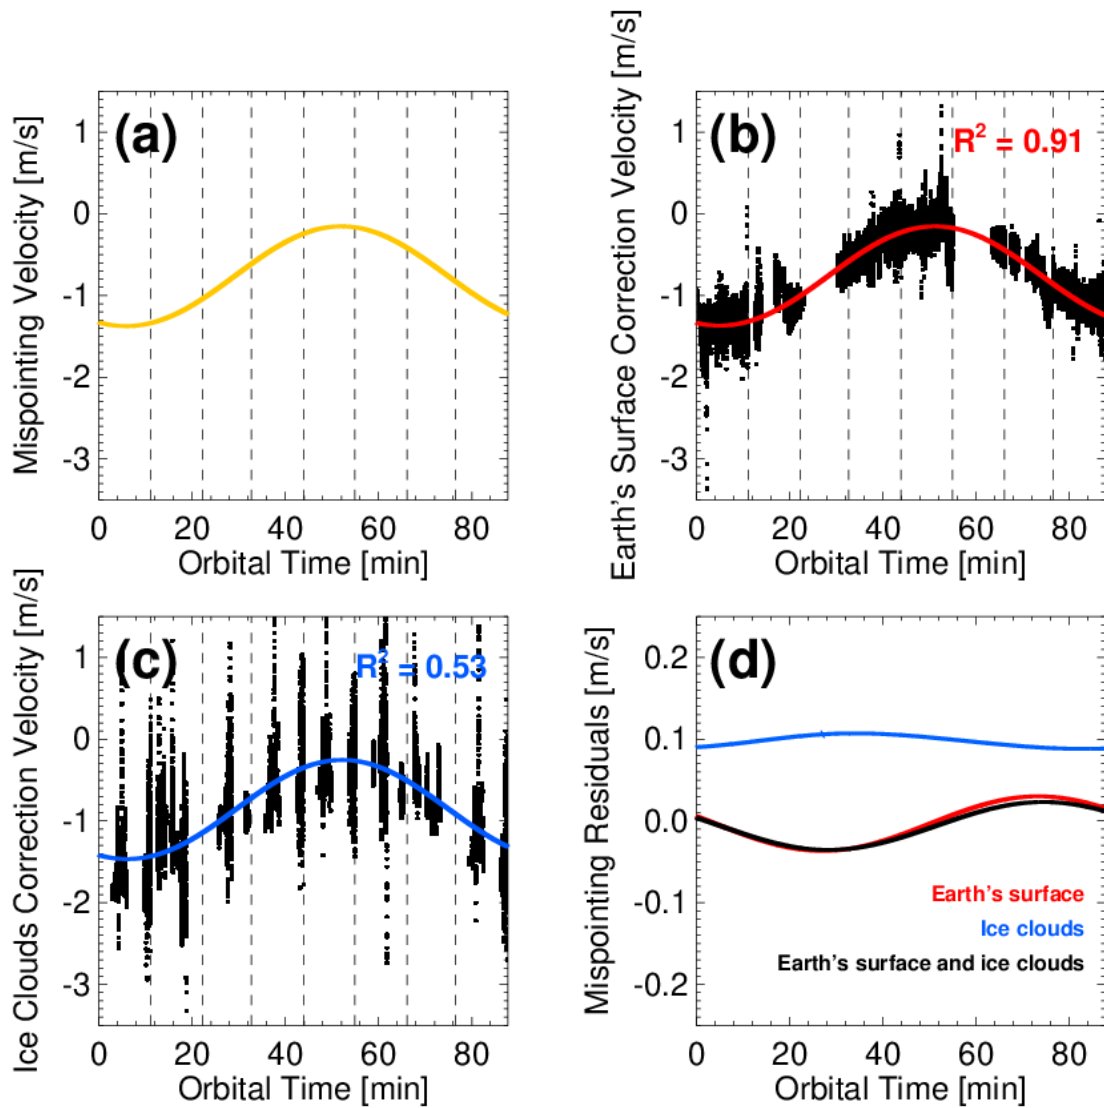 Mispointing Velocity [m/s]
(a)
1
0
-1
-2
-3
0 20 40 60 80
Orbital Time [min]
Earth's Surface Correction Velocity [m/s]
(b)
R² = 0.91
1
0
-1
-2
-3
0 20 40 60 80
Orbital Time [min]
Ice Clouds Correction Velocity [m/s]
(c)
R² = 0.53
1
0
-1
-2
-3
0 20 40 60 80
Orbital Time [min]
Mispointing Residuals [m/s]
(d)
0.2
0.1
0.0
-0.1
-0.2
Earth's surface
Ice clouds
Earth's surface and ice clouds
0 20 40 60 80
Orbital Time [min]